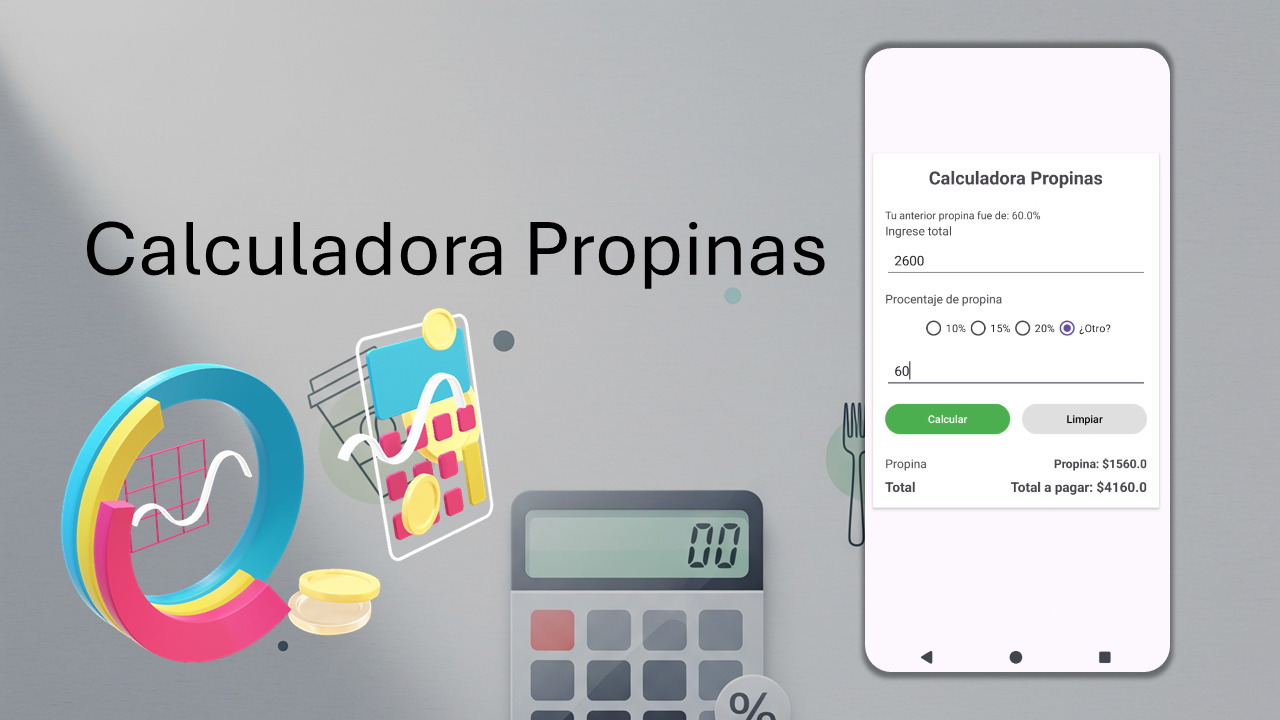 Calculadora Propinas
Calculadora Propinas
Tu anterior propina fue de: 60.0%
Ingrese total
2600
Procentaje de propina
10% 15% 20% ¿Otro?
60
Calcular Limpiar
Propina Propina: $1560.0
Total Total a pagar: $4160.0
00
%